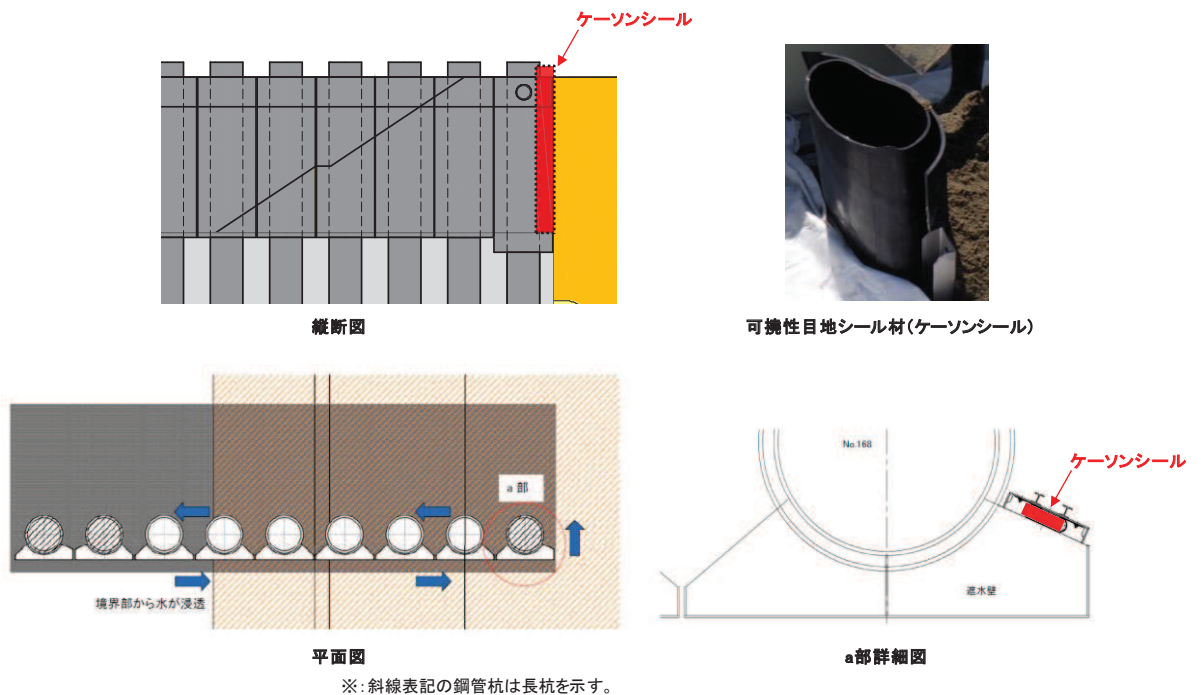 ケーソンシール
縦断図
可撓性目地シール材(ケーソンシール)
a 部
境界部から水が浸透
平面図
※:斜線表記の鋼管杭は長杭を示す。
No.168
ケーソンシール
遮水壁
a部詳細図